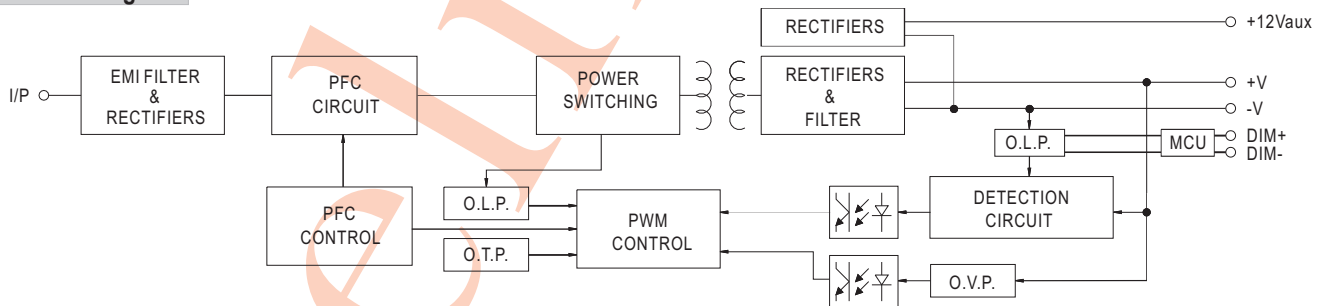 RECTIFIERS
+12Vaux
I/P
EMI FILTER
&
RECTIFIERS
PFC
CIRCUIT
POWER
SWITCHING
RECTIFIERS
&
FILTER
+V
-V
O.L.P.
MCU
DIM+
DIM-
PFC
CONTROL
O.L.P.
O.T.P.
PWM
CONTROL
DETECTION
CIRCUIT
O.V.P.